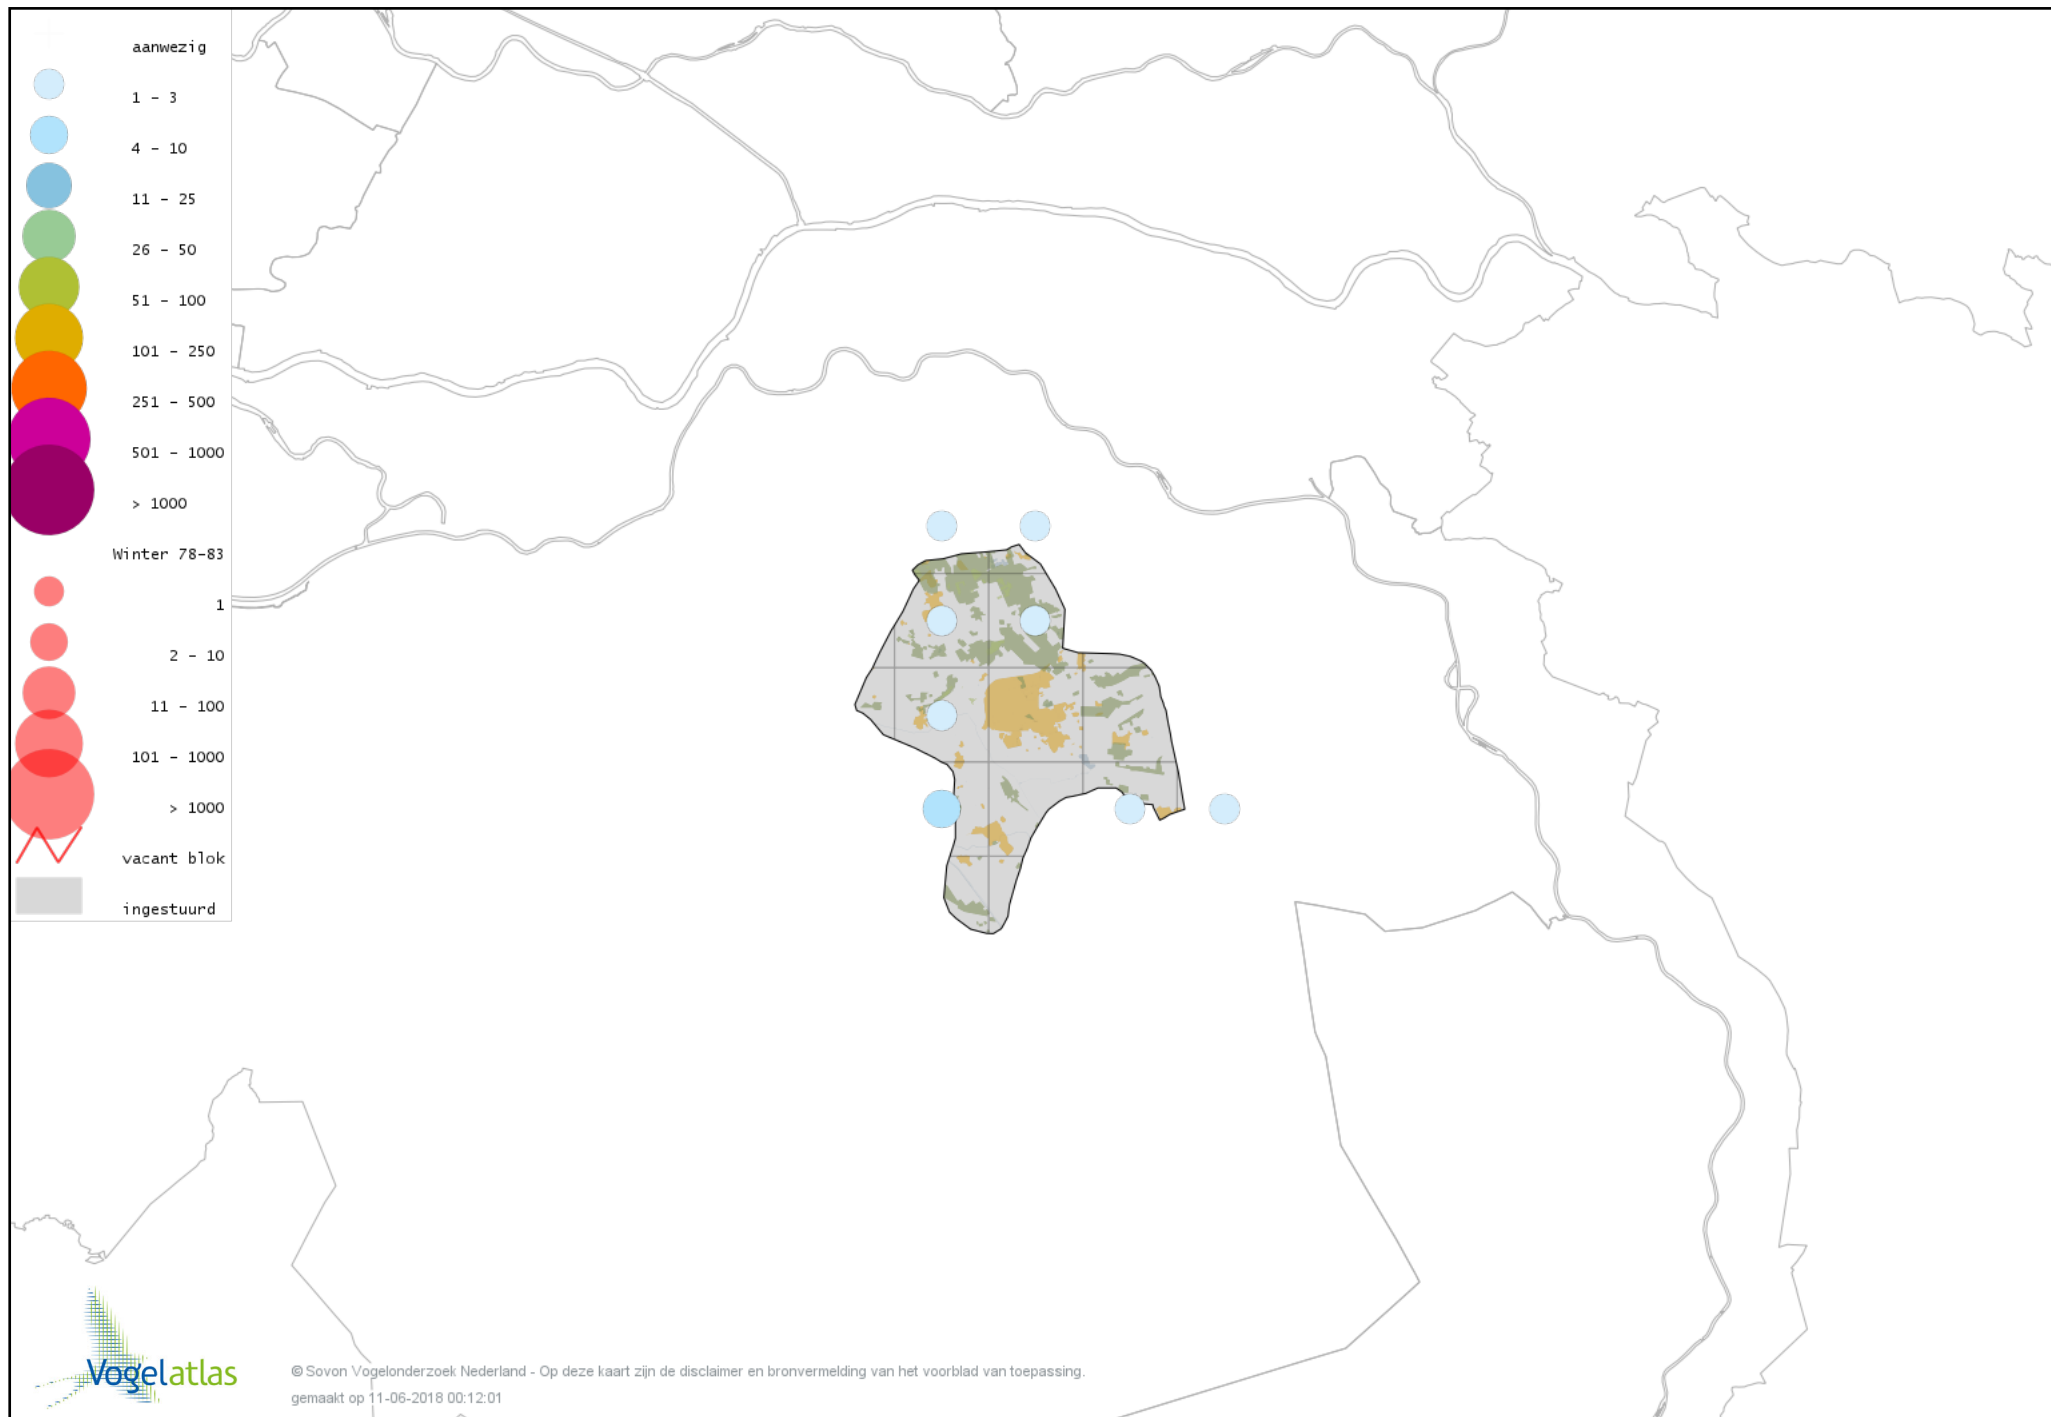 aanwezig
1 - 3
4 - 10
11 - 25
26 - 50
51 - 100
101 - 250
251 - 500
501 - 1000
> 1000
Winter 78-83
1
2 - 10
11 - 100
101 - 1000
> 1000
vacant blok
ingestuurd
Vogelatlas
© Sovon Vogelonderzoek Nederland - Op deze kaart zijn de disclaimer en bronvermelding van het voorblad van toepassing.
gemaakt op 11-06-2018 00:12:01